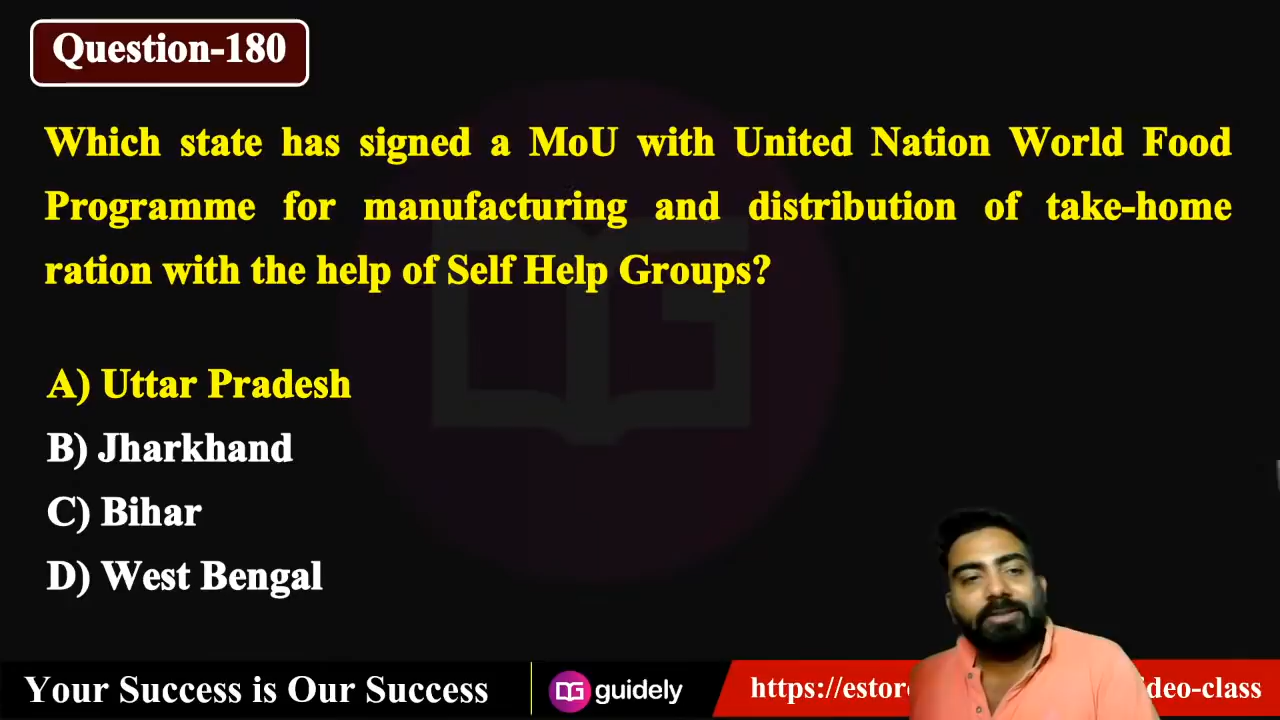 Question-180
Which state has signed a MoU with United Nation World Food
Programme for manufacturing and distribution of take-home
ration with the help of Self Help Groups?
A) Uttar Pradesh
B) Jharkhand
C) Bihar
D) West Bengal
Your Success is Our Success
guidely
https://estor
deo-class